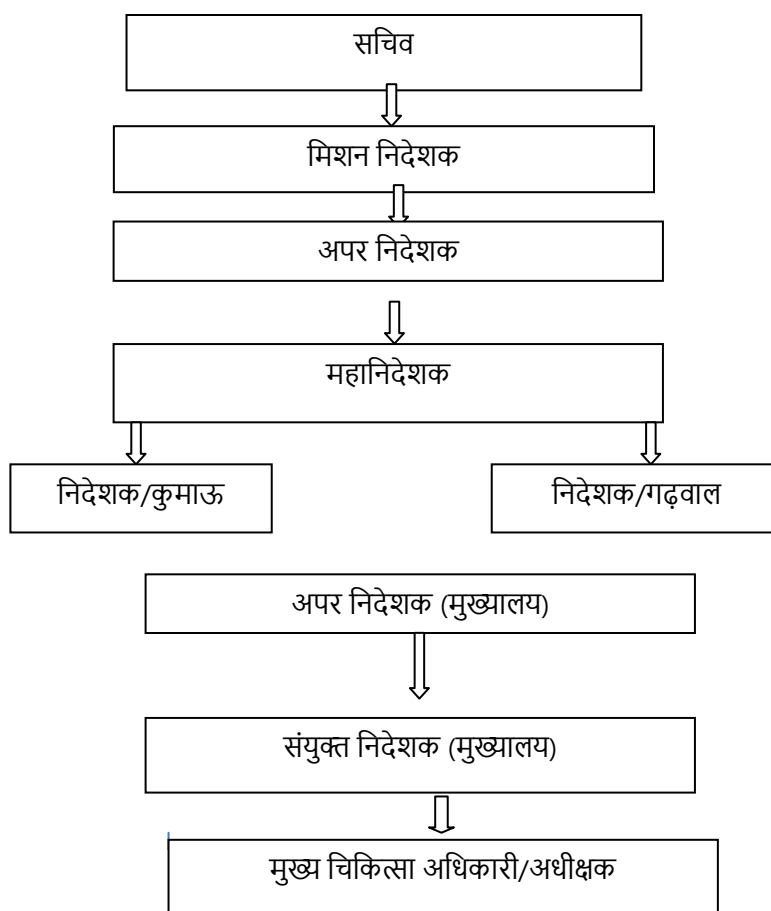 सचिव
मिशन निदेशक
अपर निदेशक
महानिदेशक
निदेशक/कुमाऊ
निदेशक/गढ़वाल
अपर निदेशक (मुख्यालय)
संयुक्त निदेशक (मुख्यालय)
मुख्य चिकित्सा अधिकारी/अधीक्षक